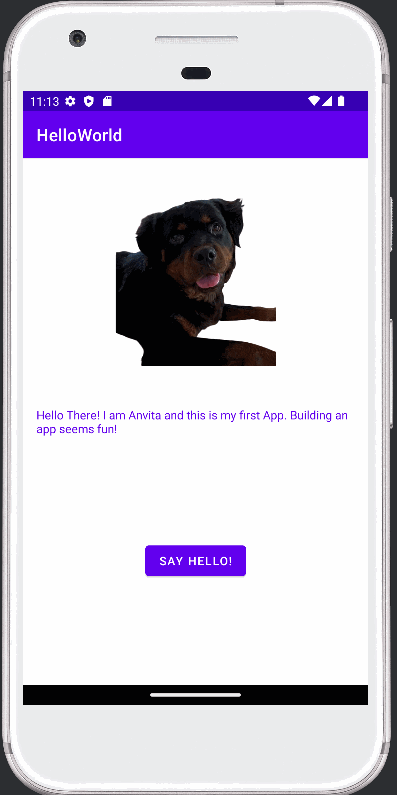 11:13
HelloWorld
Hello There! I am Anvita and this is my first App. Building an
app seems fun!
SAY HELLO!